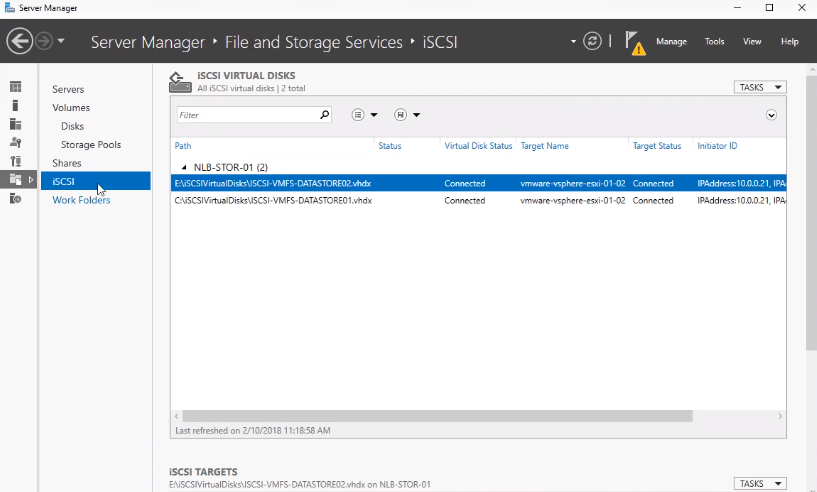 Server Manager
Server Manager ‣ File and Storage Services ‣ iSCSI
Manage Tools View Help
Servers
Volumes
Disks
Storage Pools
Shares
iSCSI
Work Folders
iSCSI VIRTUAL DISKS
All iSCSI virtual disks | 2 total
TASKS
Filter
Path Status Virtual Disk Status Target Name Target Status Initiator ID
NLB-STOR-01 (2)
E:\iSCSIVirtualDisks\ISCSI-VMFS-DATASTORE02.vhdx Connected vmware-vsphere-esxi-01-02 Connected IPAddress:10.0.0.21, IPA
C:\iSCSIVirtualDisks\ISCSI-VMFS-DATASTORE01.vhdx Connected vmware-vsphere-esxi-01-02 Connected IPAddress:10.0.0.21, IPA
Last refreshed on 2/10/2018 11:18:58 AM
iSCSI TARGETS
E:\iSCSIVirtualDisks\ISCSI-VMFS-DATASTORE02.vhdx on NLB-STOR-01
TASKS